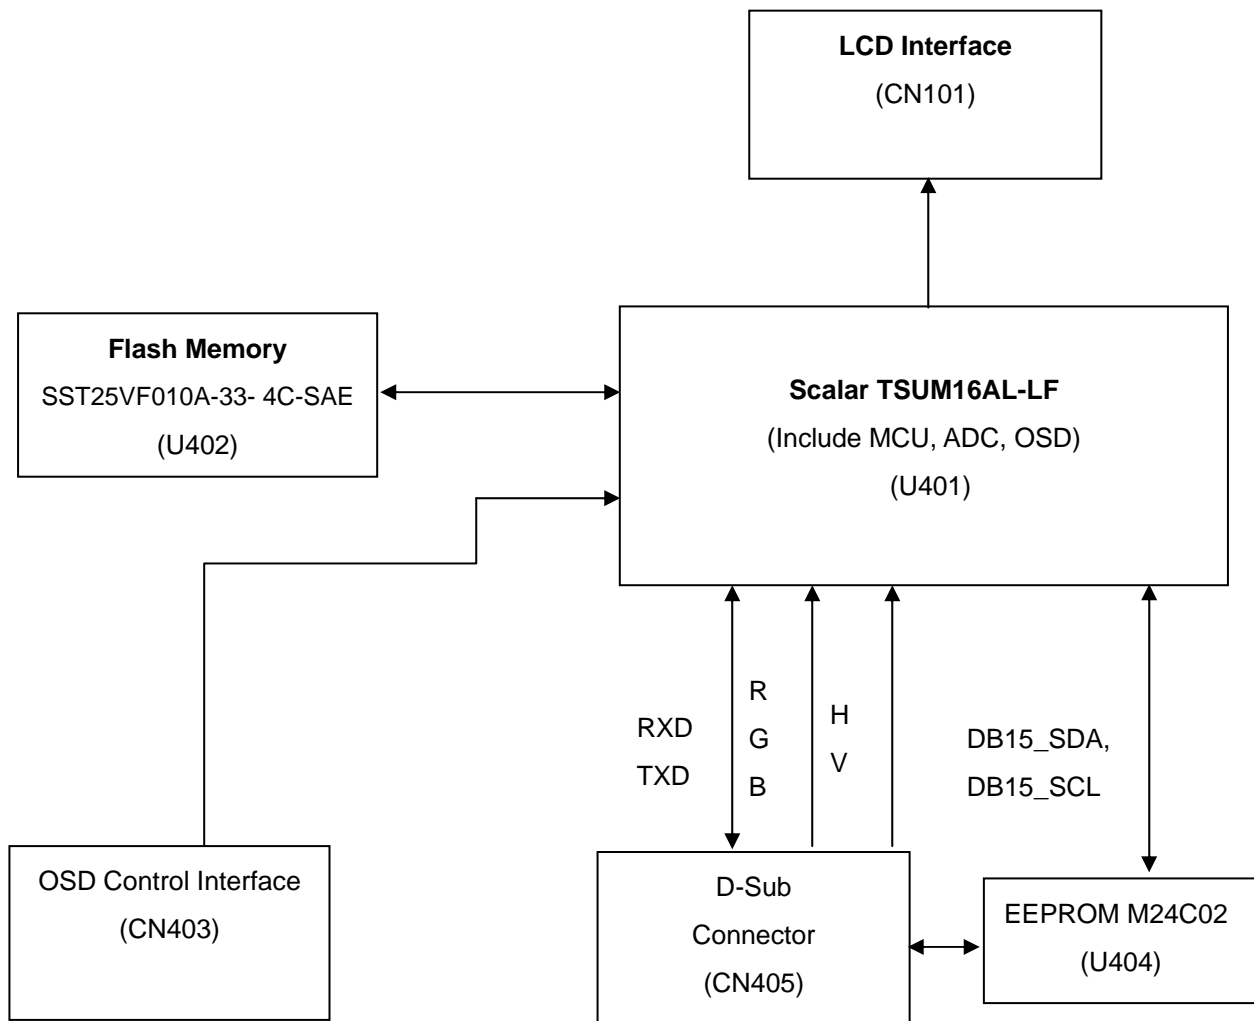 LCD Interface
(CN101)
Flash Memory
SST25VF010A-33- 4C-SAE
(U402)
Scalar TSUM16AL-LF
(Include MCU, ADC, OSD)
(U401)
RXD
TXD
R
G
B
H
V
DB15_SDA,
DB15_SCL
OSD Control Interface
(CN403)
D-Sub
Connector
(CN405)
EEPROM M24C02
(U404)